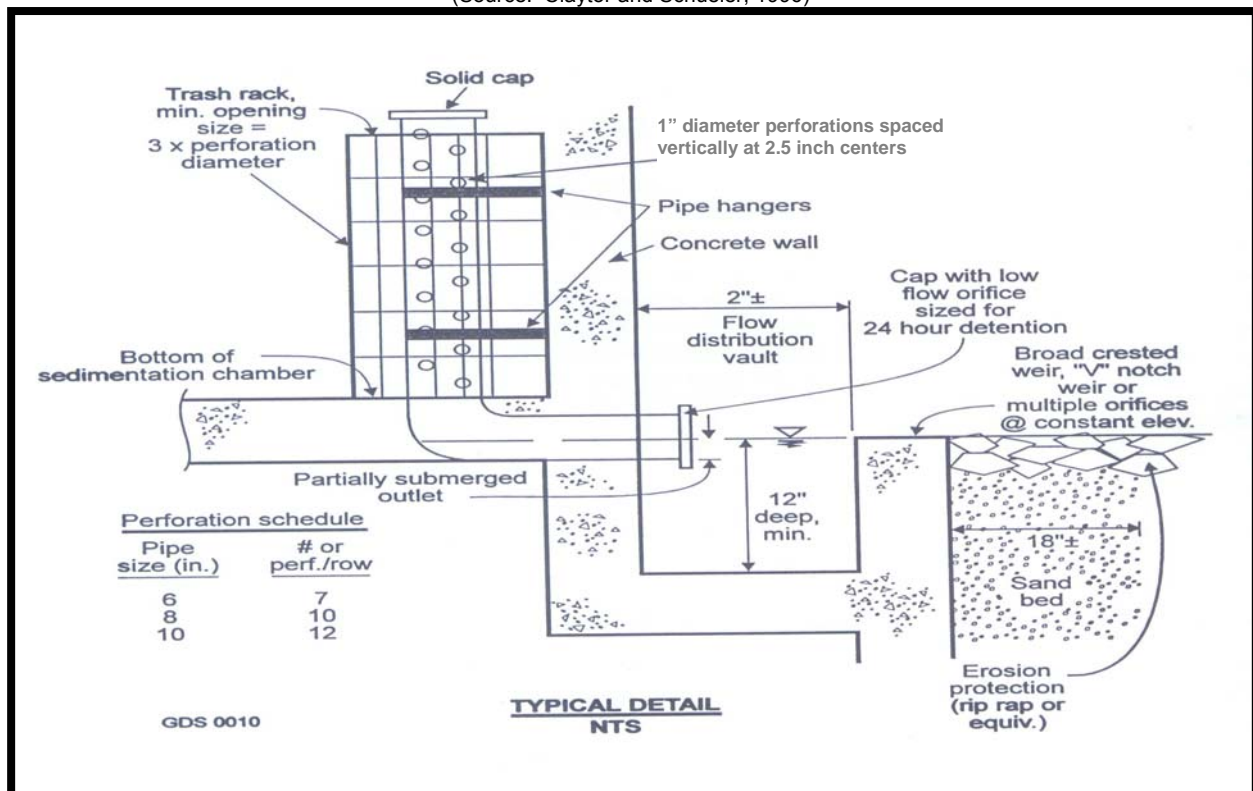 Solid cap
Trash rack,
min. opening
size =
3 x perforation
diameter
1” diameter perforations spaced
vertically at 2.5 inch centers
Pipe hangers
Concrete wall
Cap with low
flow orifice
sized for
24 hour detention
2"±
Flow
distribution
vault
Broad crested
weir, "V" notch
weir or
multiple orifices
@ constant elev.
Bottom of
sedimentation chamber
Partially submerged
outlet
12"
deep,
min.
18"±
Sand
bed
Perforation schedule
Pipe # or
size (in.) perf./row
6 7
8 10
10 12
Erosion
protection
(rip rap or
equiv.)
TYPICAL DETAIL
NTS
GDS 0010